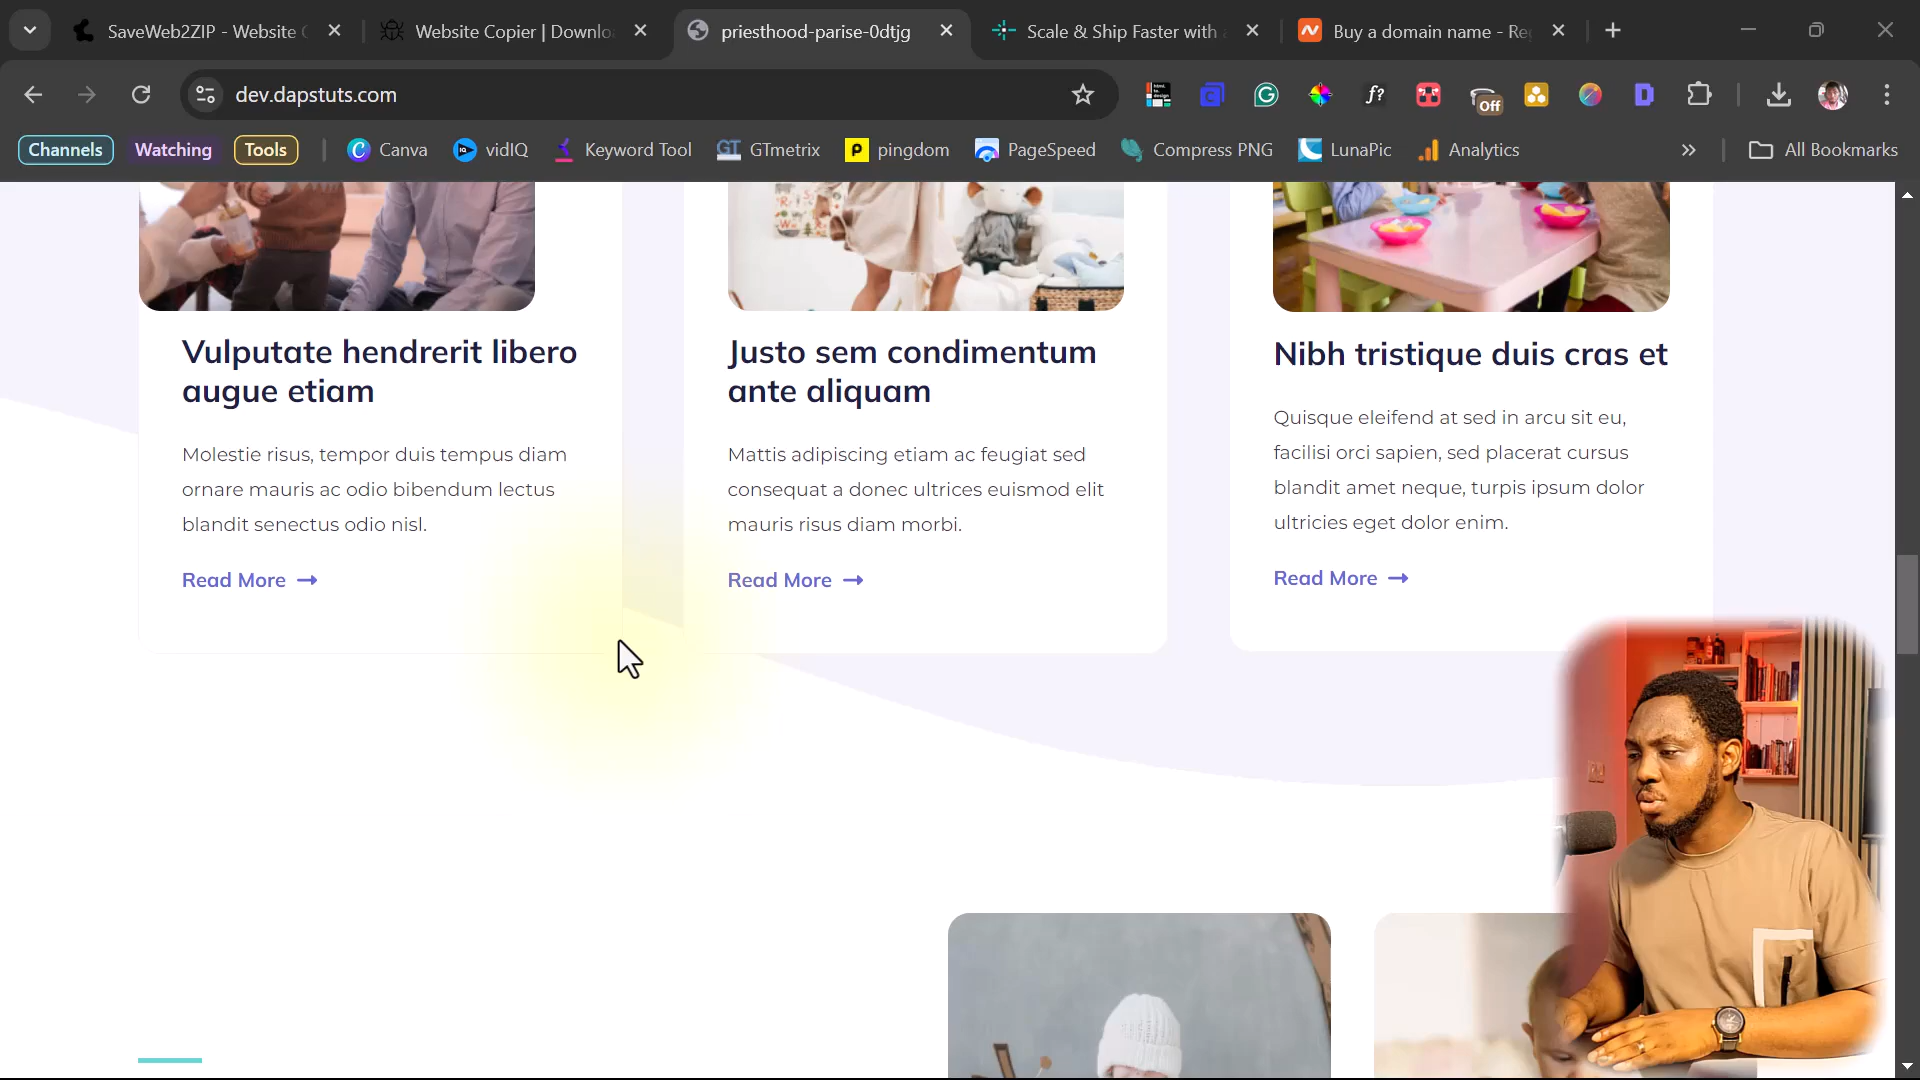 SaveWeb2ZIP - Website
Website Copier | Downlo
priesthood-parise-0dtjg
Scale & Ship Faster with
Buy a domain name - Re
dev.dapstuts.com
f?
Off
Channels
Watching
Tools
Canva
vidIQ
Keyword Tool
GTmetrix
pingdom
PageSpeed
Compress PNG
LunaPic
Analytics
All Bookmarks
Vulputate hendrerit libero
augue etiam
Molestie risus, tempor duis tempus diam
ornare mauris ac odio bibendum lectus
blandit senectus odio nisl.
Read More
Justo sem condimentum
ante aliquam
Mattis adipiscing etiam ac feugiat sed
consequat a donec ultrices euismod elit
mauris risus diam morbi.
Read More
Nibh tristique duis cras et
Quisque eleifend at sed in arcu sit eu,
facilisi orci sapien, sed placerat cursus
blandit amet neque, turpis ipsum dolor
ultricies eget dolor enim.
Read More